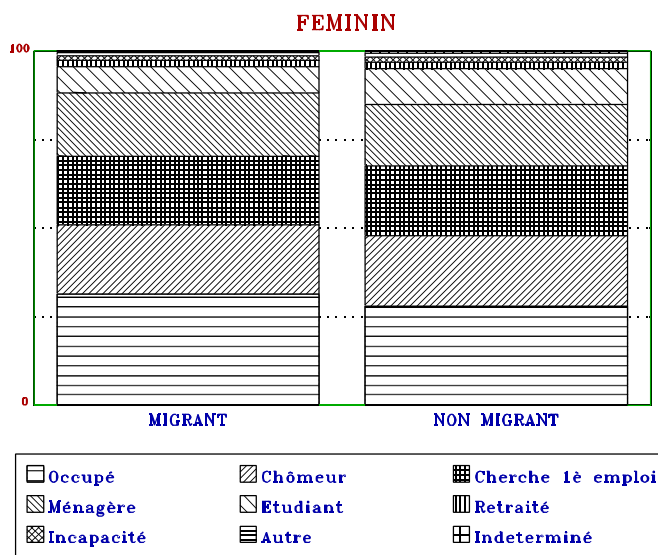 FEMININ
100
0
MIGRANT NON MIGRANT
Occupé Chômeur Cherche 1è emploi
Ménagère Etudiant Retraité
Incapacité Autre Indeterminé